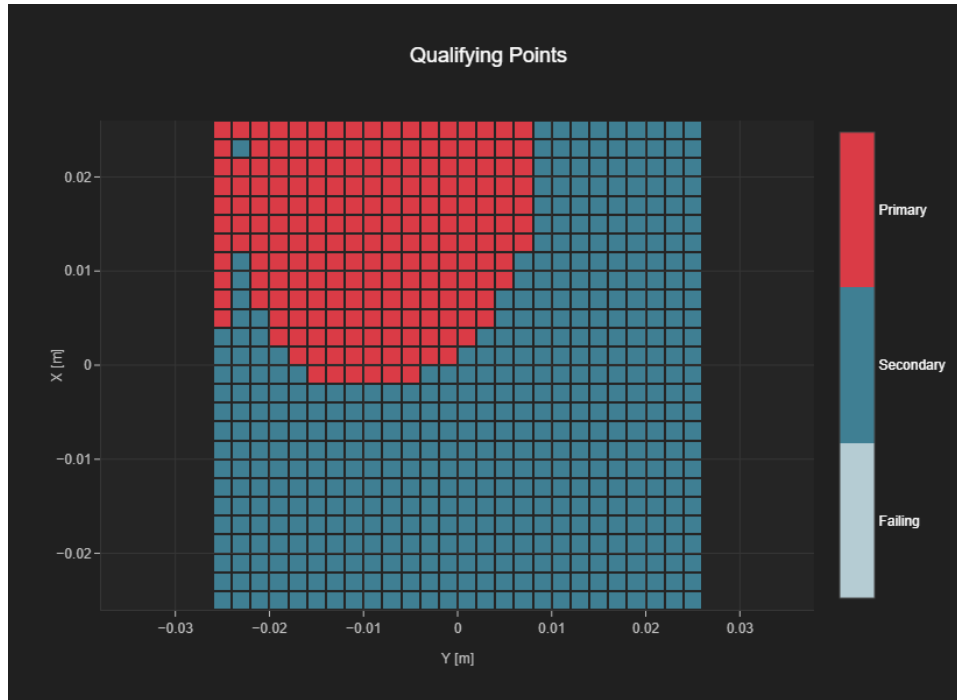 Qualifying Points
0.02
0.01
0
−0.01
−0.02
X [m]
−0.03
−0.02
−0.01
0
0.01
0.02
0.03
Y [m]
Primary
Secondary
Failing